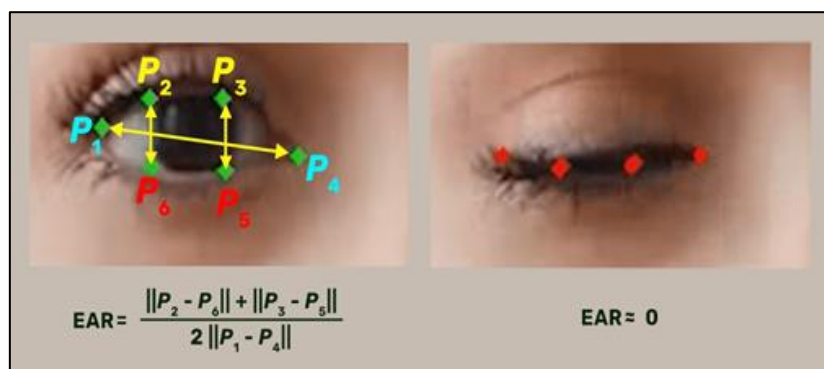 P₂ P₃
P₁ P₄
P₆ P₅
EAR = ||P₂ - P₆|| + ||P₃ - P₅|| / 2 ||P₁ - P₄||
EAR ≈ 0